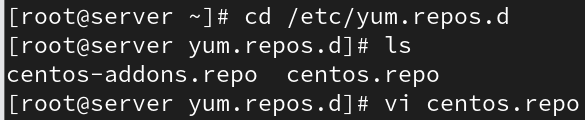 [root@server ~]# cd /etc/yum.repos.d
[root@server yum.repos.d]# ls
centos-addons.repo  centos.repo
[root@server yum.repos.d]# vi centos.repo